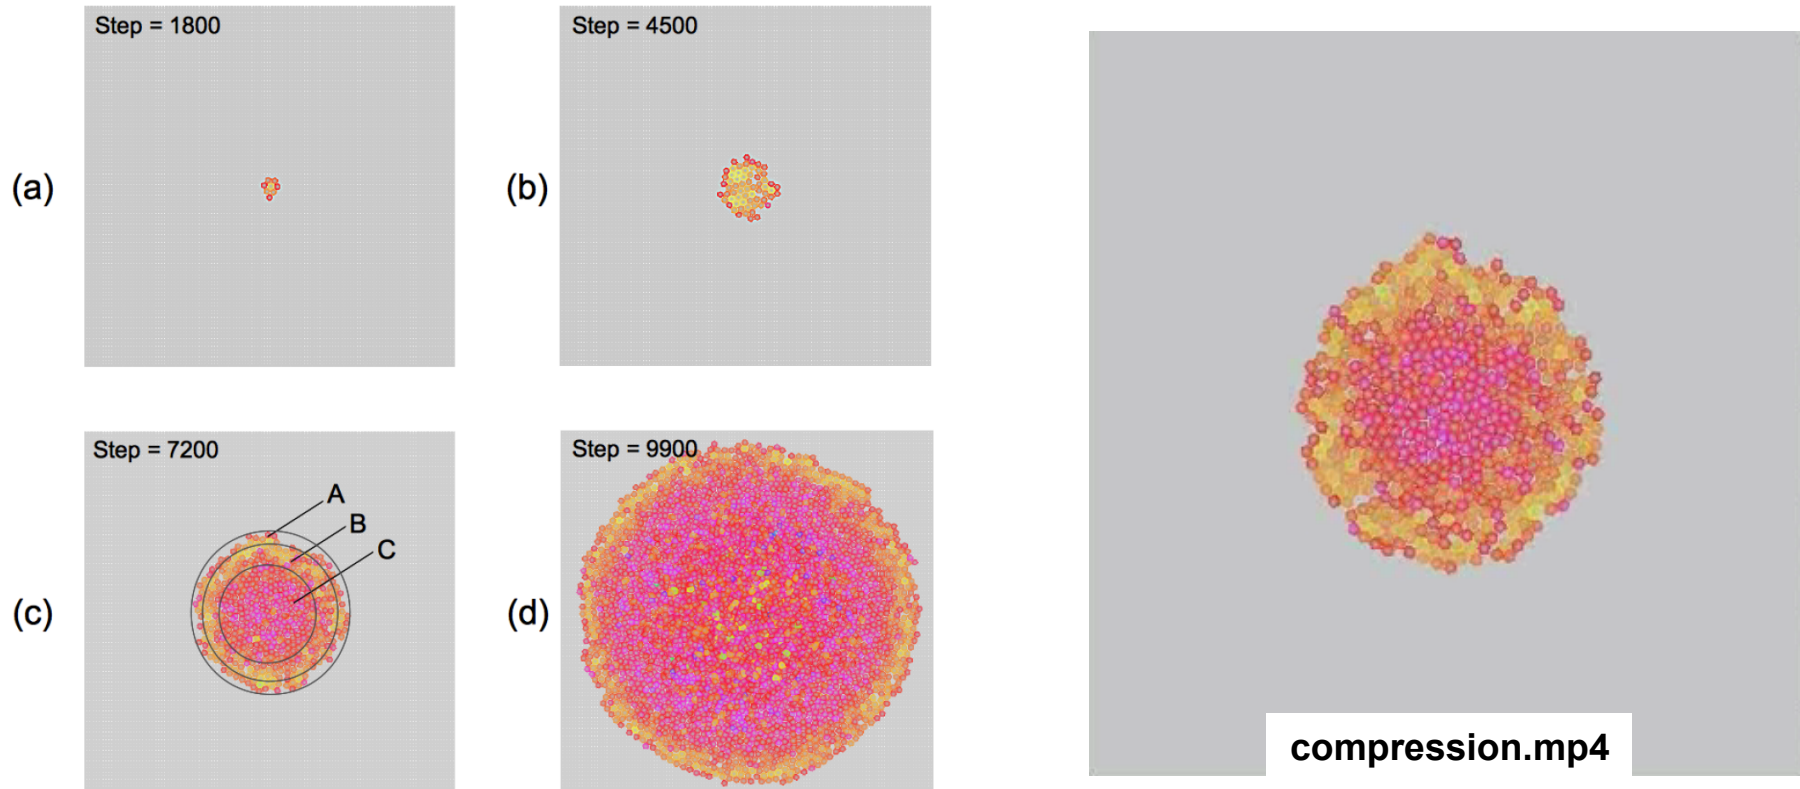 Step = 1800
(a)
Step = 4500
(b)
Step = 7200
A
B
C
(c)
Step = 9900
(d)
compression.mp4